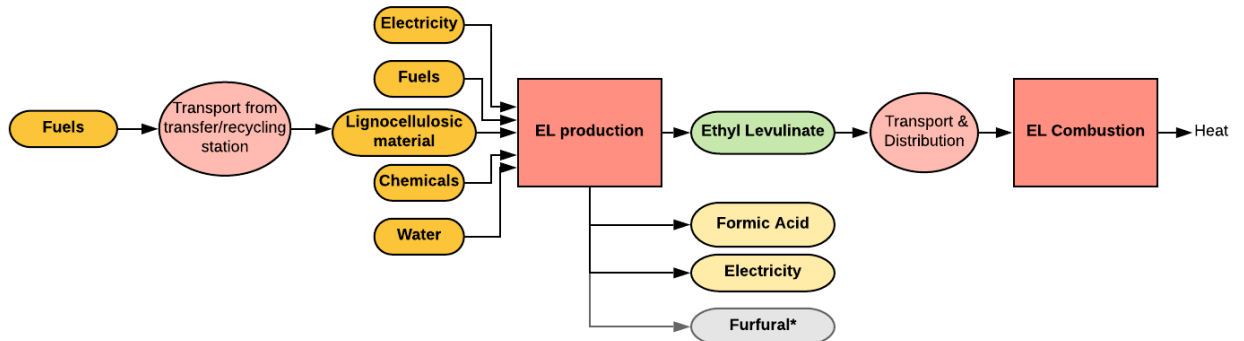 Electricity
Fuels
Fuels
Transport from
transfer/recycling
station
Lignocellulosic
material
Chemicals
Water
EL production
Ethyl Levulinate
Transport &
Distribution
EL Combustion
Heat
Formic Acid
Electricity
Furfural*